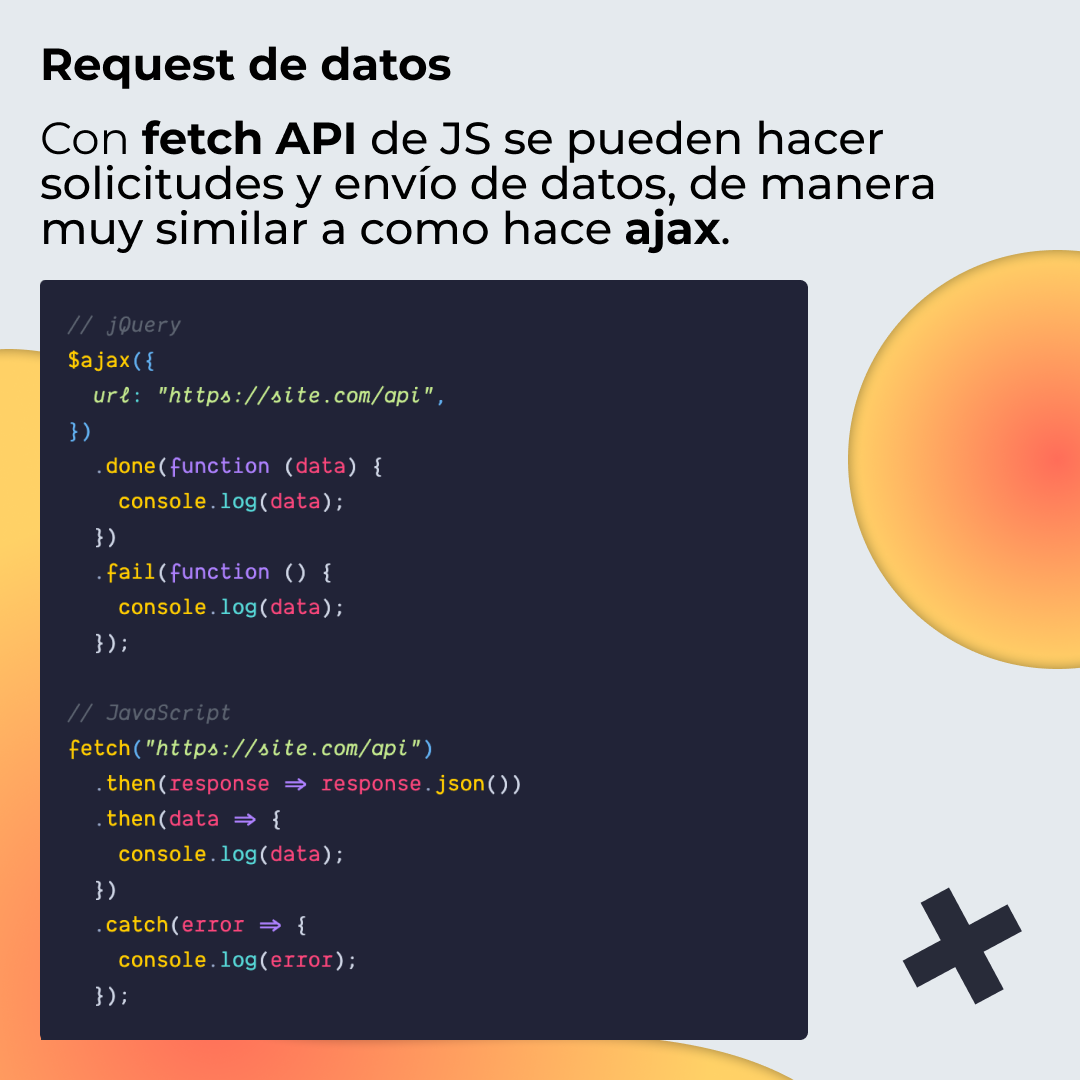 Request de datos
Con fetch API de JS se pueden hacer
solicitudes y envío de datos, de manera
muy similar a como hace ajax.
// jQuery
$ajax({
  url: "https://site.com/api",
})
  .done(function (data) {
    console.log(data);
  })
  .fail(function () {
    console.log(data);
  });
// JavaScript
fetch("https://site.com/api")
  .then(response => response.json())
  .then(data => {
    console.log(data);
  })
  .catch(error => {
    console.log(error);
  });